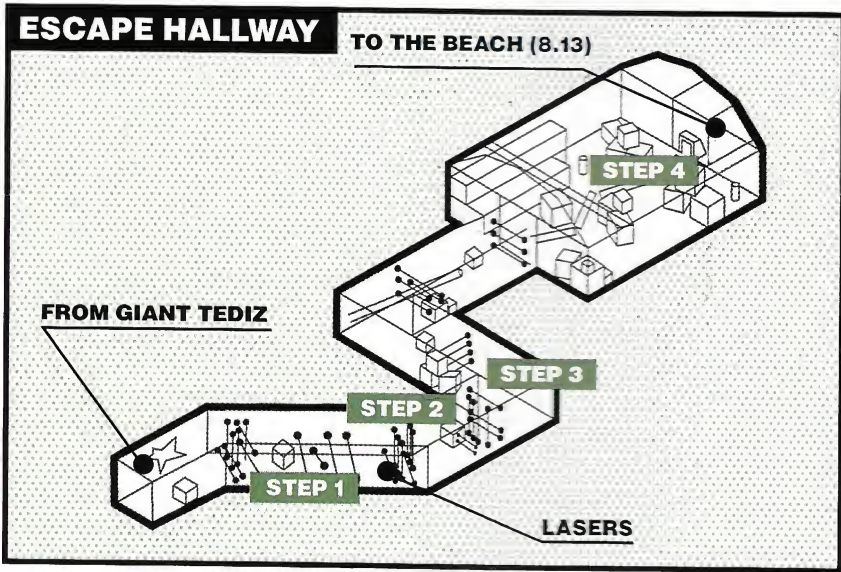 ESCAPE HALLWAY
TO THE BEACH (8.13)
STEP 4
FROM GIANT TEDIZ
STEP 3
STEP 2
STEP 1
LASERS